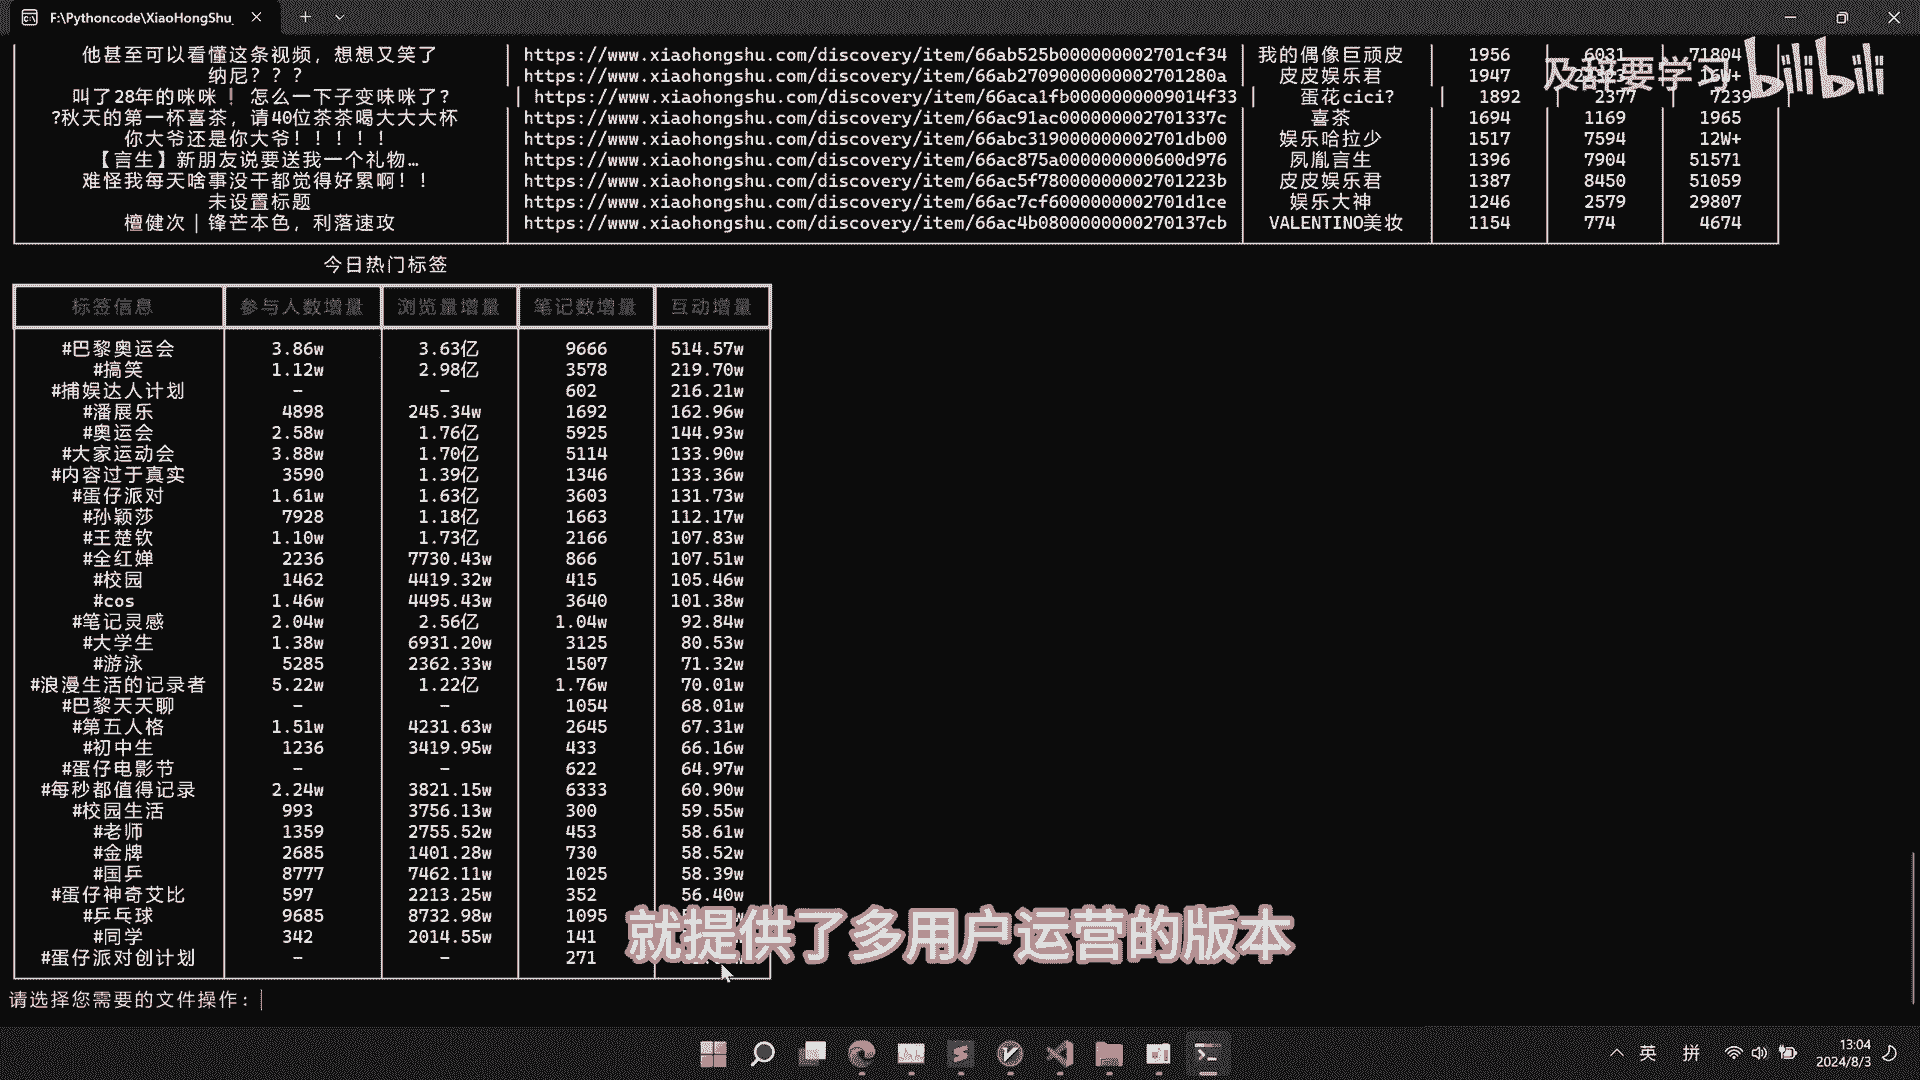 F:\Pythoncode\XiaoHongShu_
他甚至可以看懂这条视频，想想又笑了 https://www.xiaohongshu.com/discovery/item/66ab525b000000002701cf34 我的偶像巨顽皮 1956 6031 71804
纳尼？？？ https://www.xiaohongshu.com/discovery/item/66ab2709000000002701280a 皮皮娱乐君 1947
及辞要学习 bilibili
叫了28年的咪咪❗ 怎么一下子变味咪了? https://www.xiaohongshu.com/discovery/item/66aca1fb0000000009014f33 蛋花cici? 1892 2377 7239
?秋天的第一杯喜茶，请40位茶茶喝大大大杯 https://www.xiaohongshu.com/discovery/item/66ac91ac000000002701337c 喜茶 1694 1169 1965
你大爷还是你大爷！！！！！ https://www.xiaohongshu.com/discovery/item/66abc319000000002701db00 娱乐哈拉少 1517 7594 12W+
【言生】新朋友说要送我一个礼物… https://www.xiaohongshu.com/discovery/item/66ac875a000000000600d976 凤胤言生 1396 7904 51571
难怪我每天啥事没干都觉得好累啊！！ https://www.xiaohongshu.com/discovery/item/66ac5f78000000002701223b 皮皮娱乐君 1387 8450 51059
未设置标题 https://www.xiaohongshu.com/discovery/item/66ac7cf6000000002701d1ce 娱乐大神 1246 2579 29807
檀健次｜锋芒本色，利落速攻 https://www.xiaohongshu.com/discovery/item/66ac4b0800000000270137cb VALENTINO美妆 1154 774 4674
今日热门标签
标签信息 参与人数增量 浏览量增量 笔记数增量 互动增量
#巴黎奥运会 3.86w 3.63亿 9666 514.57w
#搞笑 1.12w 2.98亿 3578 219.70w
#捕娱达人计划 - - 602 216.21w
#潘展乐 4898 245.34w 1692 162.96w
#奥运会 2.58w 1.76亿 5925 144.93w
#大家运动会 3.88w 1.70亿 5114 133.90w
#内容过于真实 3590 1.39亿 1346 133.36w
#蛋仔派对 1.61w 1.63亿 3603 131.73w
#孙颖莎 7928 1.18亿 1663 112.17w
#王楚钦 1.10w 1.73亿 2166 107.83w
#全红婵 2236 7730.43w 866 107.51w
#校园 1462 4419.32w 415 105.46w
#cos 1.46w 4495.43w 3640 101.38w
#笔记灵感 2.04w 2.56亿 1.04w 92.84w
#大学生 1.38w 6931.20w 3125 80.53w
#游泳 5285 2362.33w 1507 71.32w
#浪漫生活的记录者 5.22w 1.22亿 1.76w 70.01w
#巴黎天天聊 - - 1054 68.01w
#第五人格 1.51w 4231.63w 2645 67.31w
#初中生 1236 3419.95w 433 66.16w
#蛋仔电影节 - - 622 64.97w
#每秒都值得记录 2.24w 3821.15w 6333 60.90w
#校园生活 993 3756.13w 300 59.55w
#老师 1359 2755.52w 453 58.61w
#金牌 2685 1401.28w 730 58.52w
#国乒 8777 7462.11w 1025 58.39w
#蛋仔神奇艾比 597 2213.25w 352 56.40w
#乒乓球 9685 8732.98w 1095
#同学 342 2014.55w 141
就提供了多用户运营的版本
#蛋仔派对创计划 - - 271
请选择您需要的文件操作：
英 拼 13:04
2024/8/3